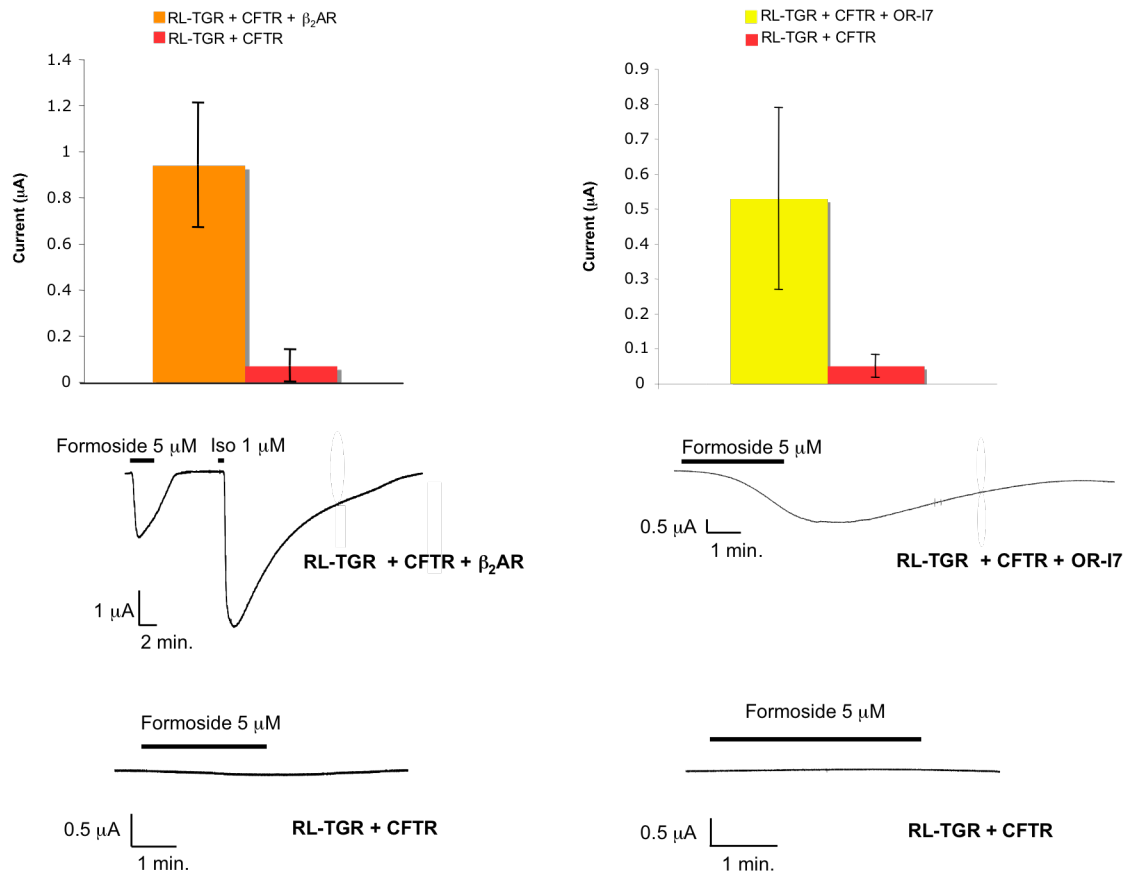 RL-TGR + CFTR + β₂AR
RL-TGR + CFTR
1.4
1.2
1
0.8
0.6
0.4
0.2
0
Current (μA)
RL-TGR + CFTR + OR-I7
RL-TGR + CFTR
0.9
0.8
0.7
0.6
0.5
0.4
0.3
0.2
0.1
0
Current (μA)
Formoside 5 μM Iso 1 μM
RL-TGR + CFTR + β₂AR
1 μA
2 min.
Formoside 5 μM
0.5 μA
1 min.
RL-TGR + CFTR + OR-I7
Formoside 5 μM
0.5 μA
1 min.
RL-TGR + CFTR
Formoside 5 μM
0.5 μA
1 min.
RL-TGR + CFTR